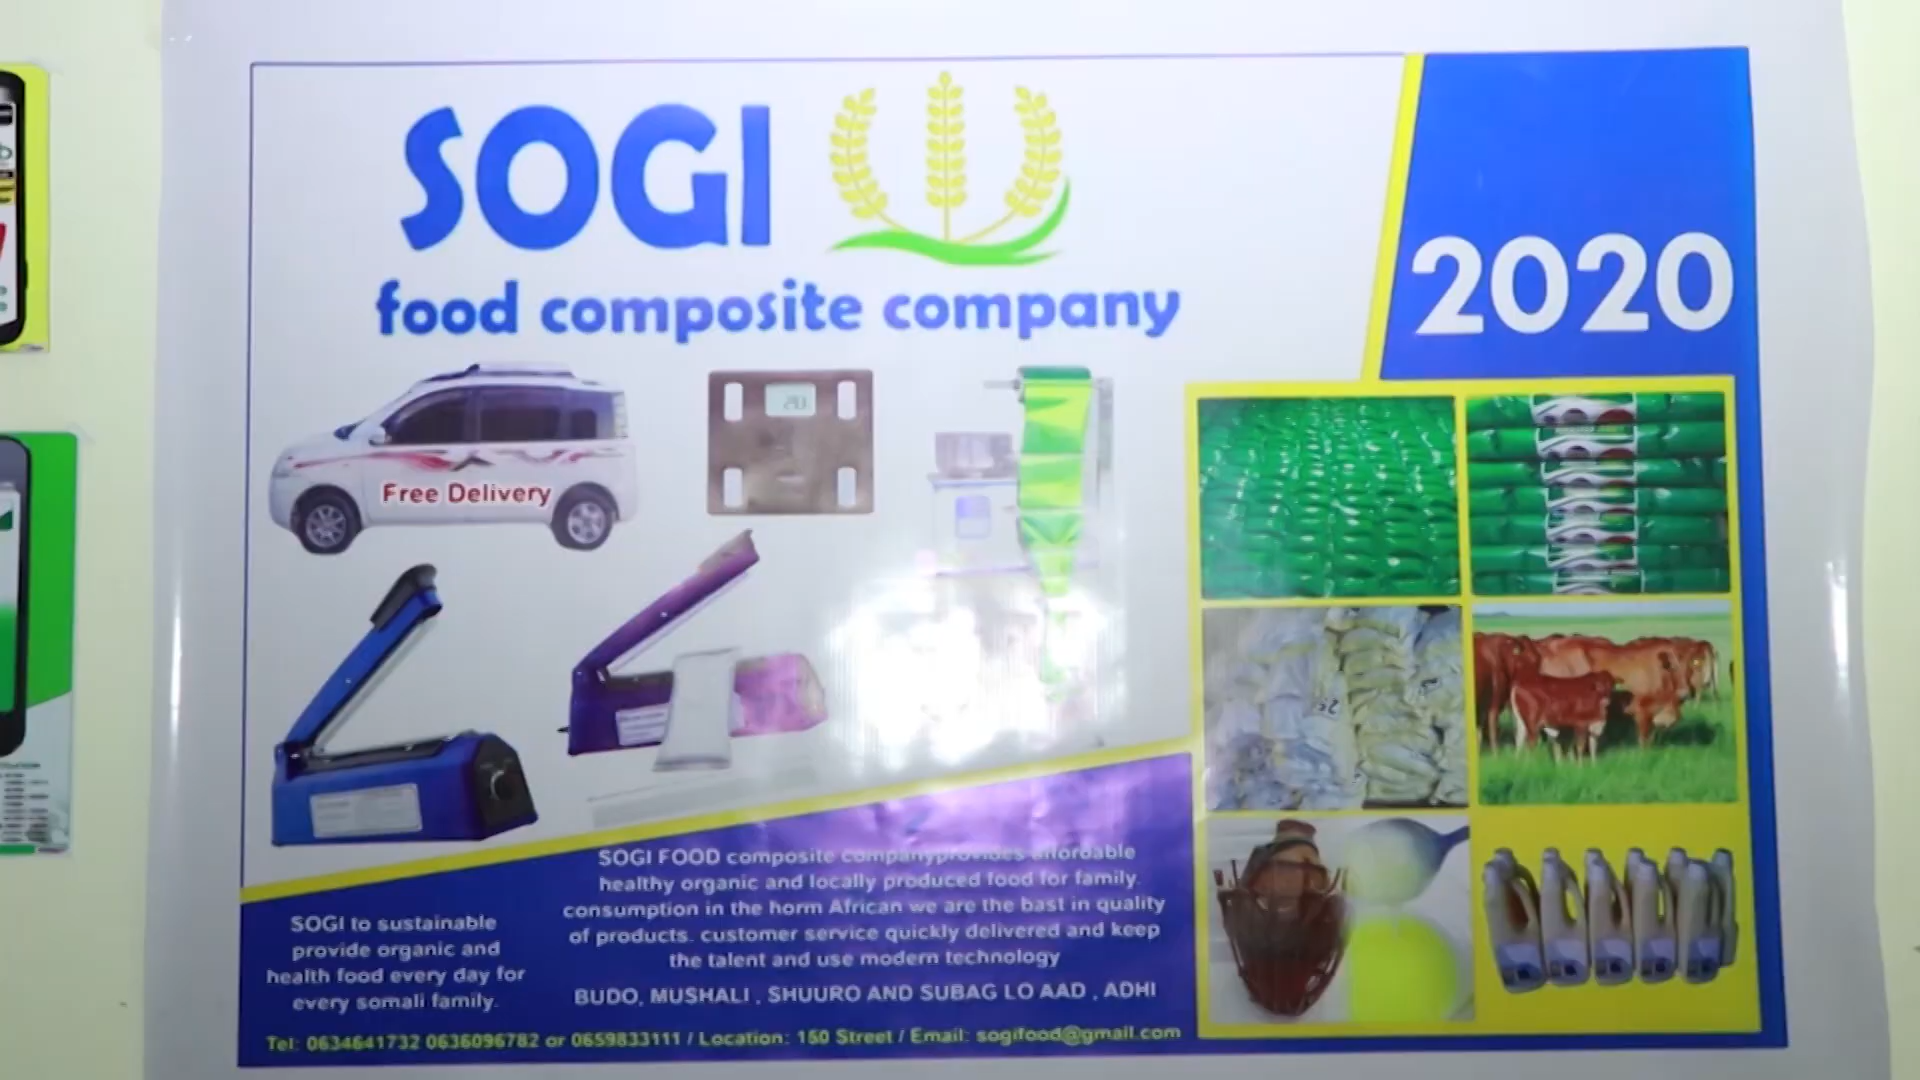 SOGI
food composite company
2020
Free Delivery
SOGI FOOD composite companyprovides affordable
healthy organic and locally produced food for family.
consumption in the horm African we are the bast in quality
of products. customer service quickly delivered and keep
the talent and use modern technology
BUDO, MUSHALI , SHUURO AND SUBAG LO AAD , ADHI
SOGI to sustainable
provide organic and
health food every day for
every somali family.
Tel: 0634641732 0636096782 or 0659833111 / Location: 150 Street / Email: sogifood@gmail.com